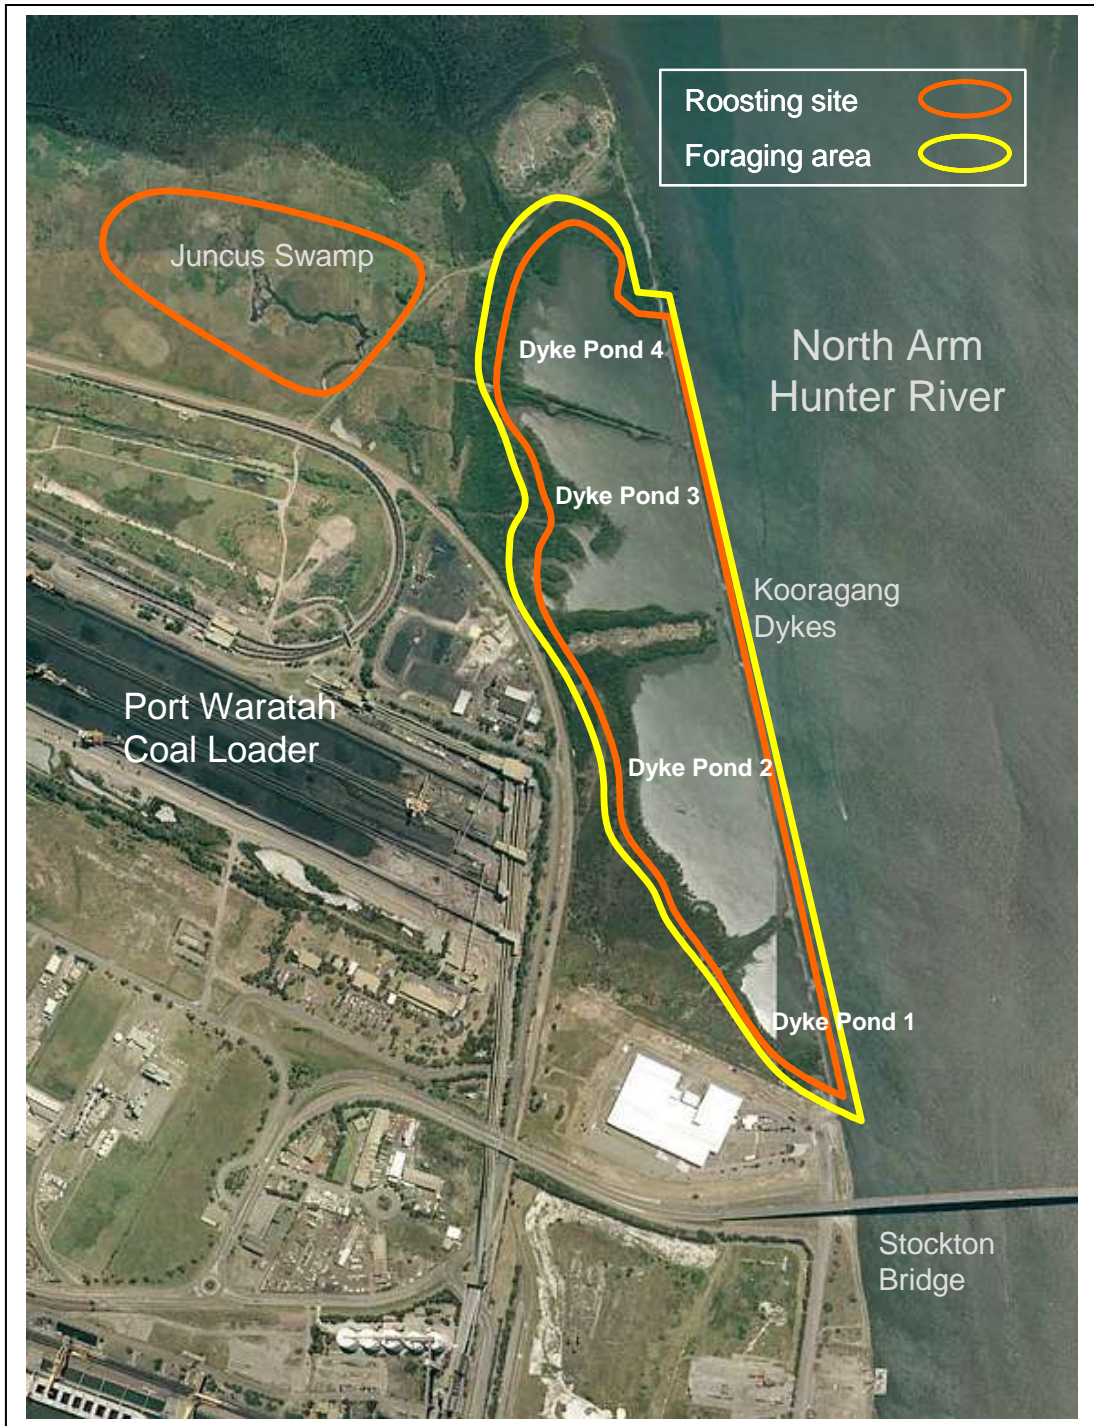 Roosting site
Foraging area
Juncus Swamp
North Arm
Hunter River
Dyke Pond 4
Dyke Pond 3
Kooragang
Dykes
Port Waratah
Coal Loader
Dyke Pond 2
Dyke Pond 1
Stockton
Bridge